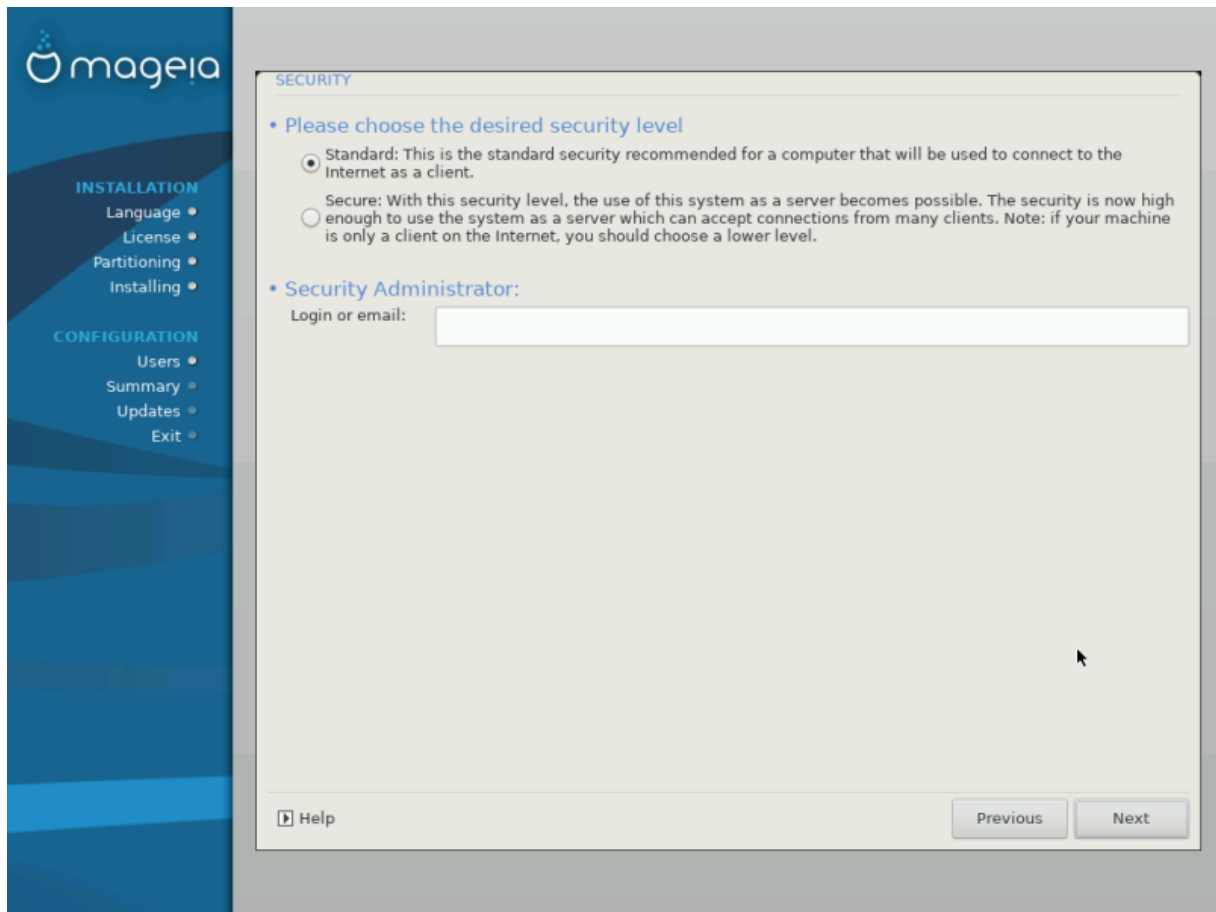 mageia
INSTALLATION
Language
License
Partitioning
Installing
CONFIGURATION
Users
Summary
Updates
Exit
SECURITY
• Please choose the desired security level
Standard: This is the standard security recommended for a computer that will be used to connect to the
Internet as a client.
Secure: With this security level, the use of this system as a server becomes possible. The security is now high
enough to use the system as a server which can accept connections from many clients. Note: if your machine
is only a client on the Internet, you should choose a lower level.
• Security Administrator:
Login or email:
Help
Previous
Next